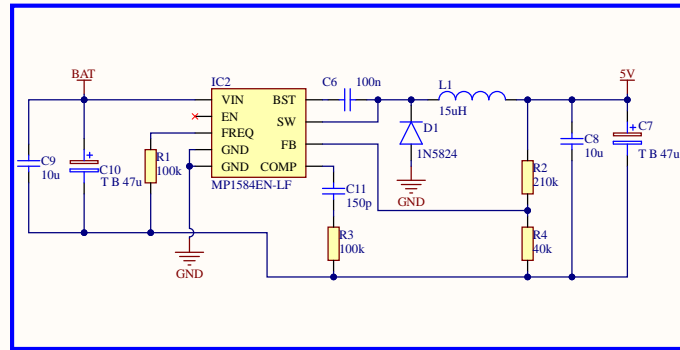 BAT
IC2
C6
100n
L1
5V
VIN
BST
15uH
EN
SW
FREQ
D1
C8
C7
GND
FB
1N5824
C9
10u
C10
T B 47u
R1
100k
GND
COMP
MP1584EN-LF
10u
T B 47u
R2
210k
C11
150p
GND
R3
100k
R4
40k
GND